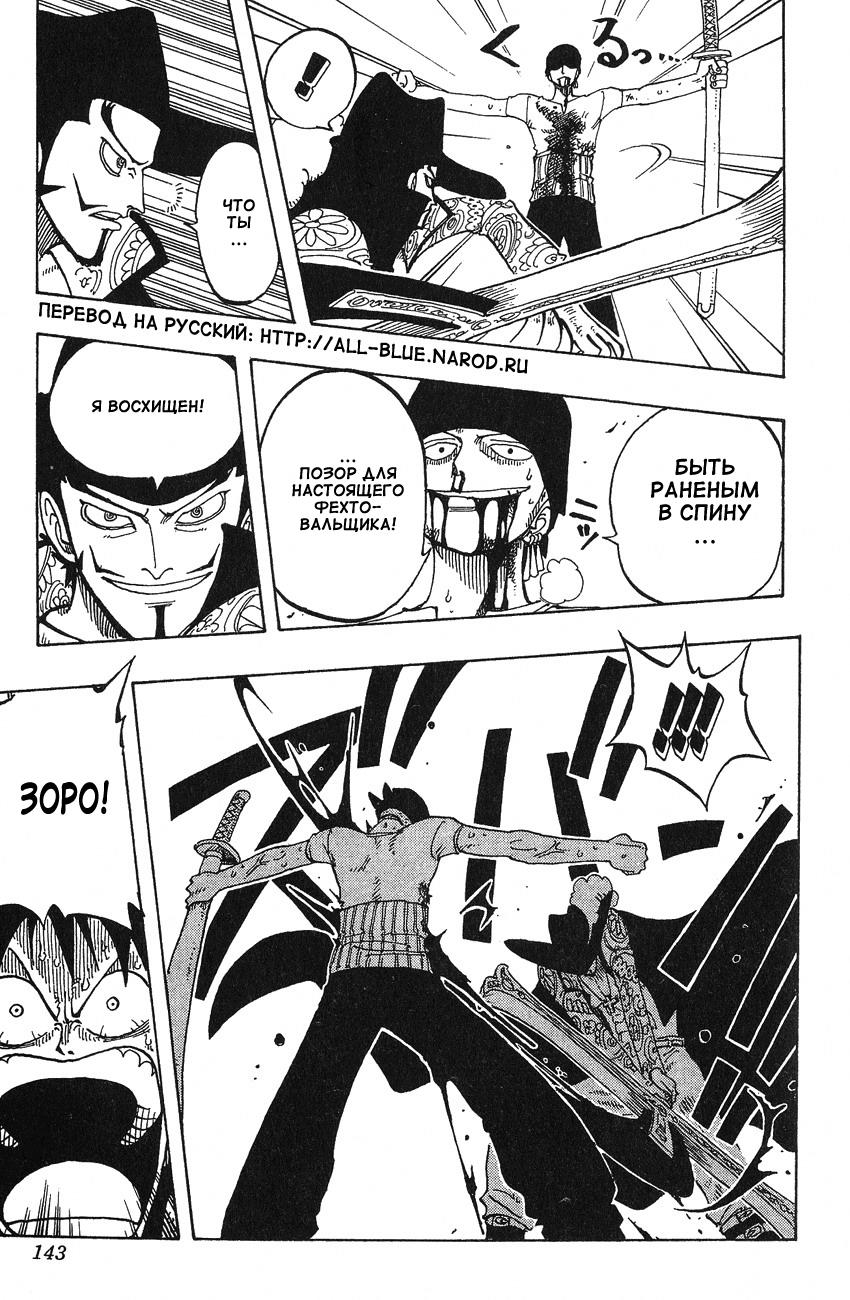 くるっ...
!!
ЧТО
ТЫ
...
ПЕРЕВОД НА РУССКИЙ: HTTP://ALL-BLUE.NAROD.RU
БЫТЬ
РАНЕНЫМ
В СПИНУ
...
...
ПОЗОР ДЛЯ
НАСТОЯЩЕГО
ФЕХТО-
ВАЛЬЩИКА!
Я ВОСХИЩЕН!
!!!
ЗОРО!
143